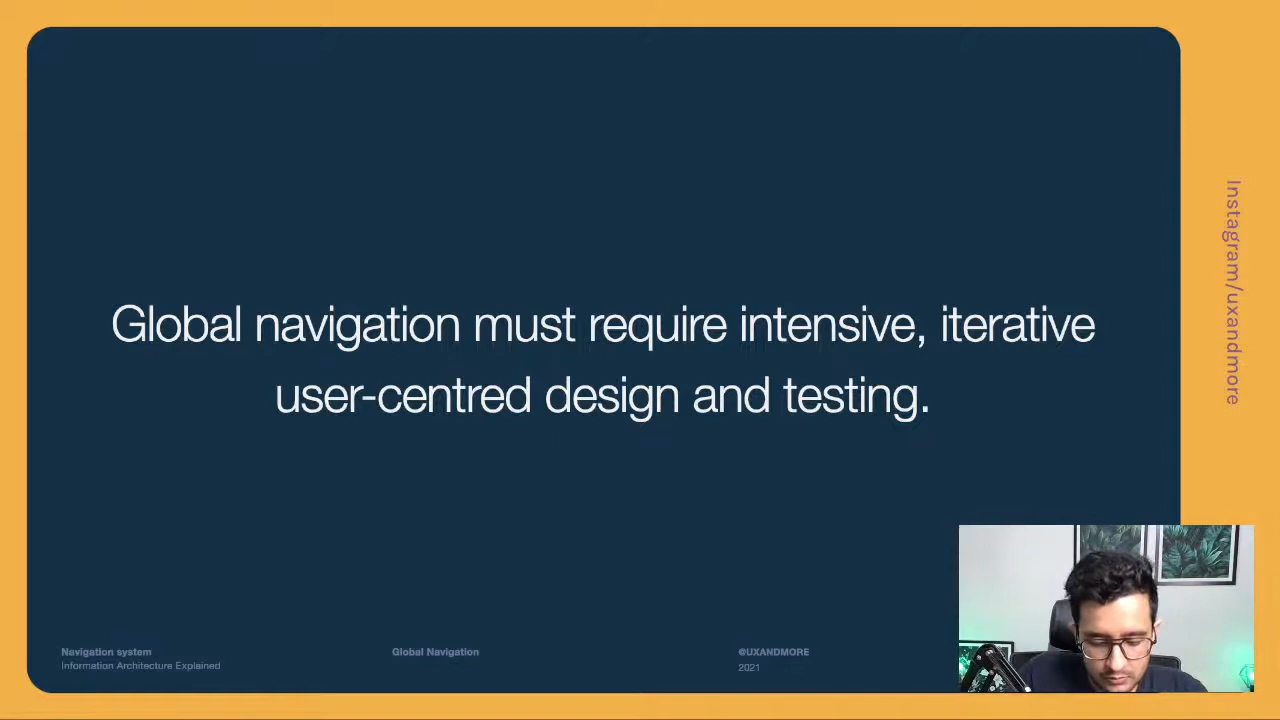 Global navigation must require intensive, iterative
user-centred design and testing.
Instagram/uxandmore
Navigation system
Information Architecture Explained
Global Navigation
@UXANDMORE
2021